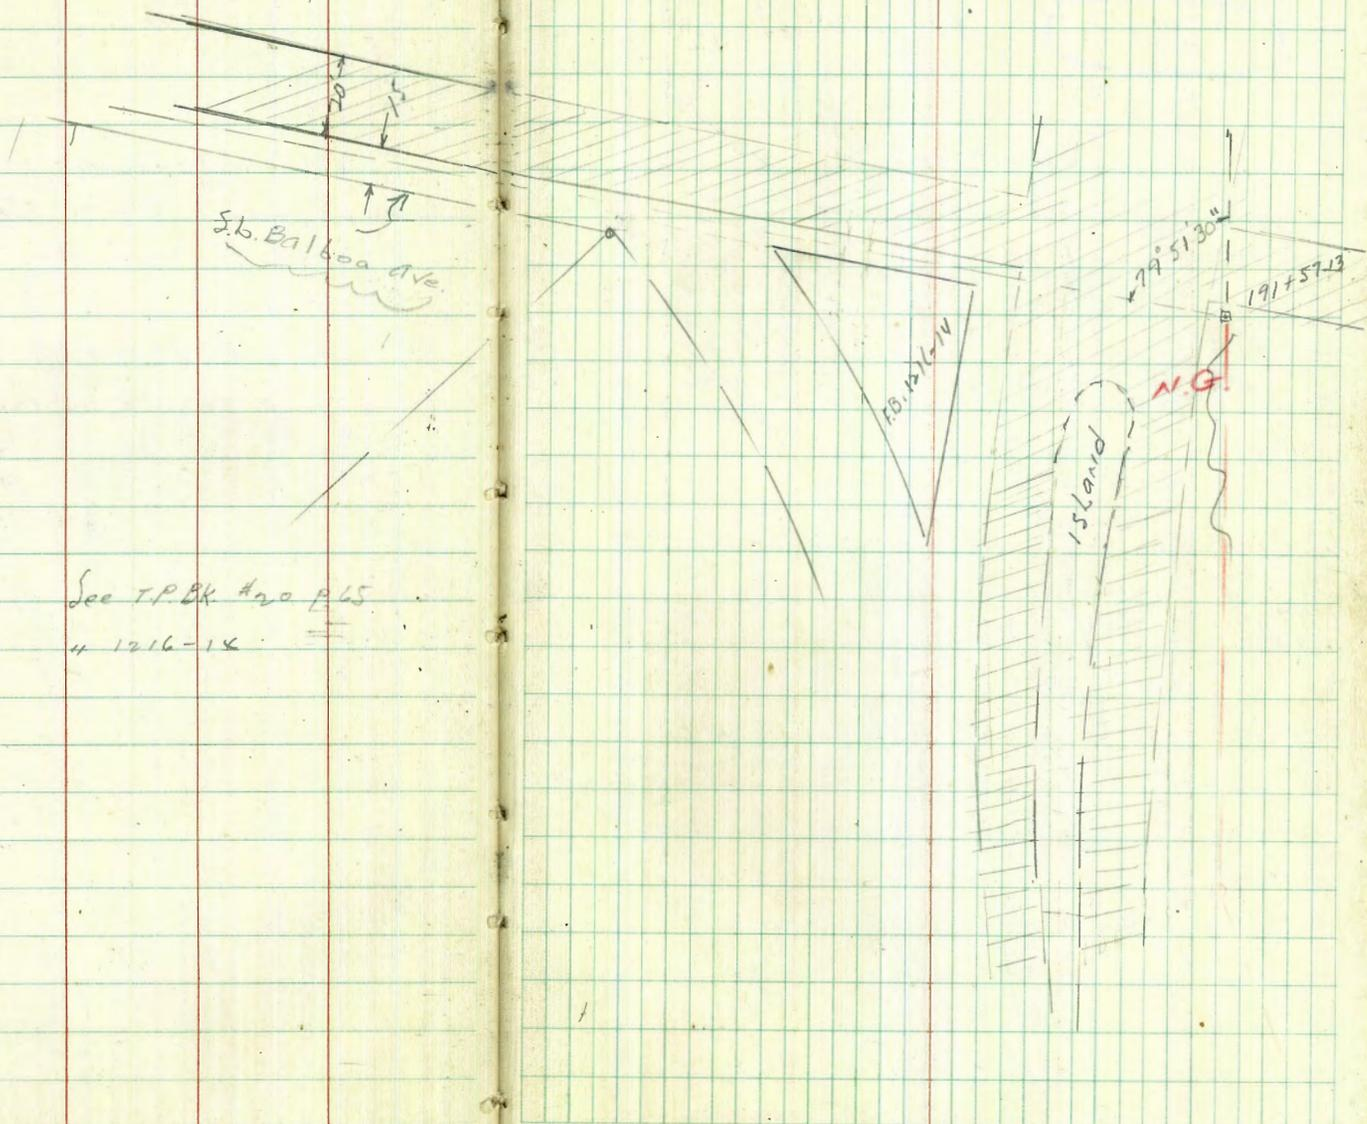 20'
15'
S.b. Balboa Ave.
79°51'30"
191+57.13
F.B. 1216-14
N.G.
ISLand
See T.P. BK. #20 P.65
" 1216-14